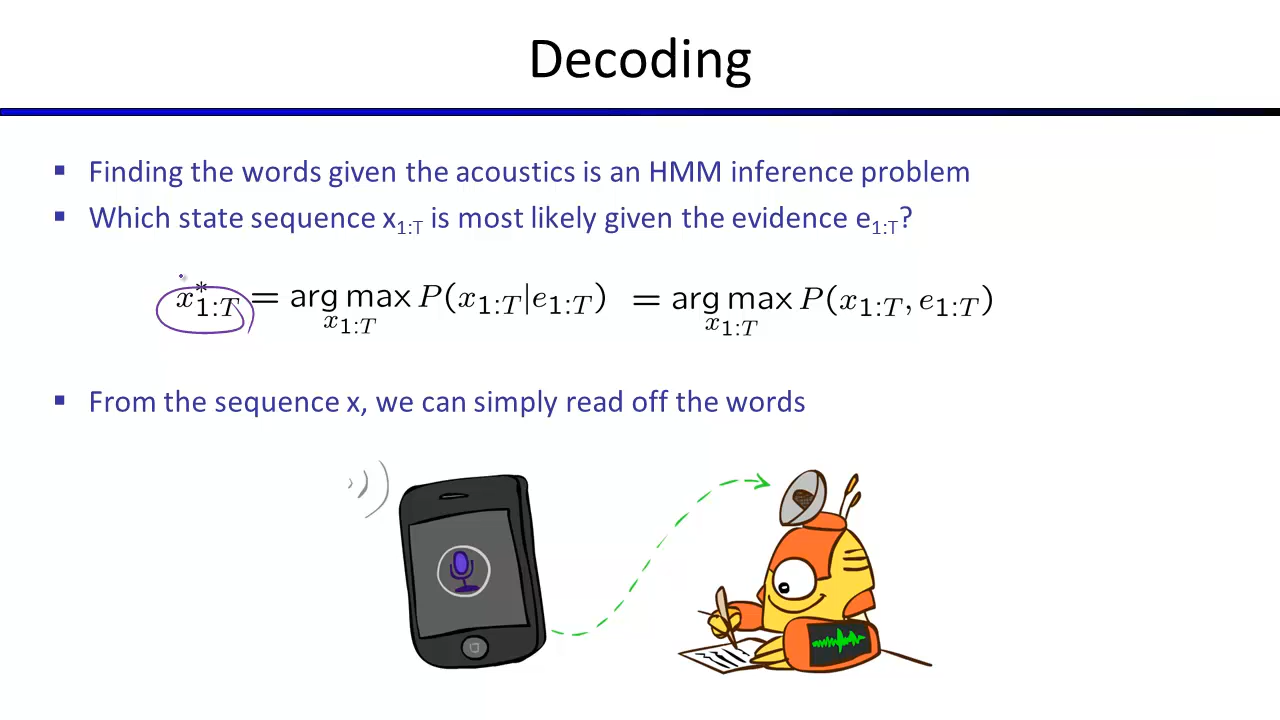 Decoding
▪ Finding the words given the acoustics is an HMM inference problem
▪ Which state sequence x₁:T is most likely given the evidence e₁:T?
x*₁:T = arg max P(x₁:T|e₁:T) = arg max P(x₁:T, e₁:T)
x₁:T x₁:T
▪ From the sequence x, we can simply read off the words